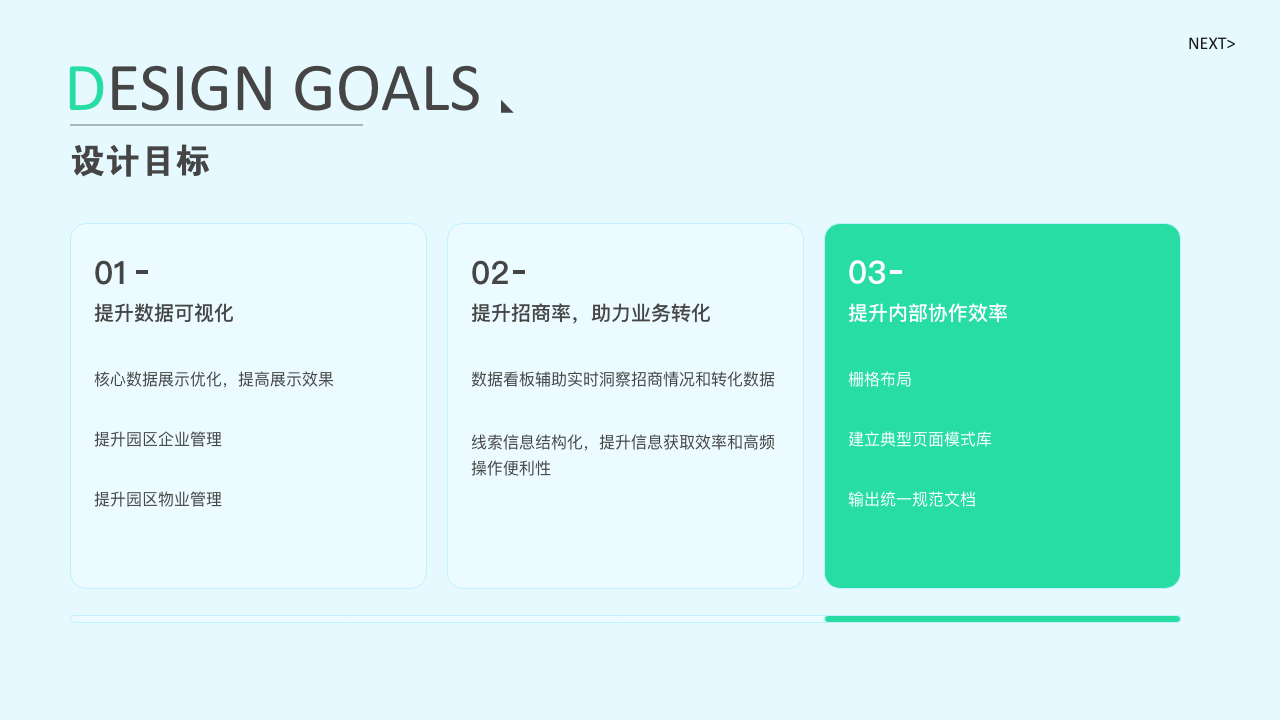 NEXT>
DESIGN GOALS
设计目标
01 -
提升数据可视化
核心数据展示优化，提高展示效果
提升园区企业管理
提升园区物业管理
02-
提升招商率，助力业务转化
数据看板辅助实时洞察招商情况和转化数据
线索信息结构化，提升信息获取效率和高频
操作便利性
03-
提升内部协作效率
栅格布局
建立典型页面模式库
输出统一规范文档